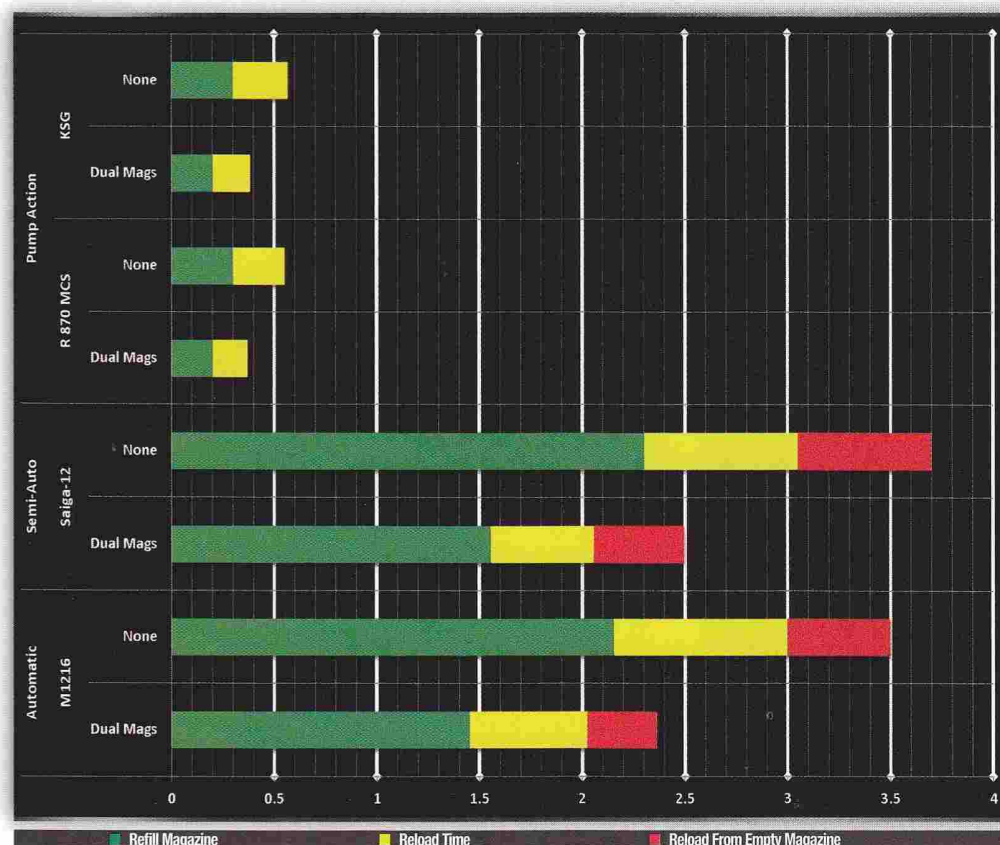 Pump Action
KSG
None
Dual Mags
R 870 MCS
None
Dual Mags
Semi-Auto
Saiga-12
None
Dual Mags
Automatic
M1216
None
Dual Mags
0 0.5 1 1.5 2 2.5 3 3.5 4
Refill Magazine Reload Time Reload From Empty Magazine